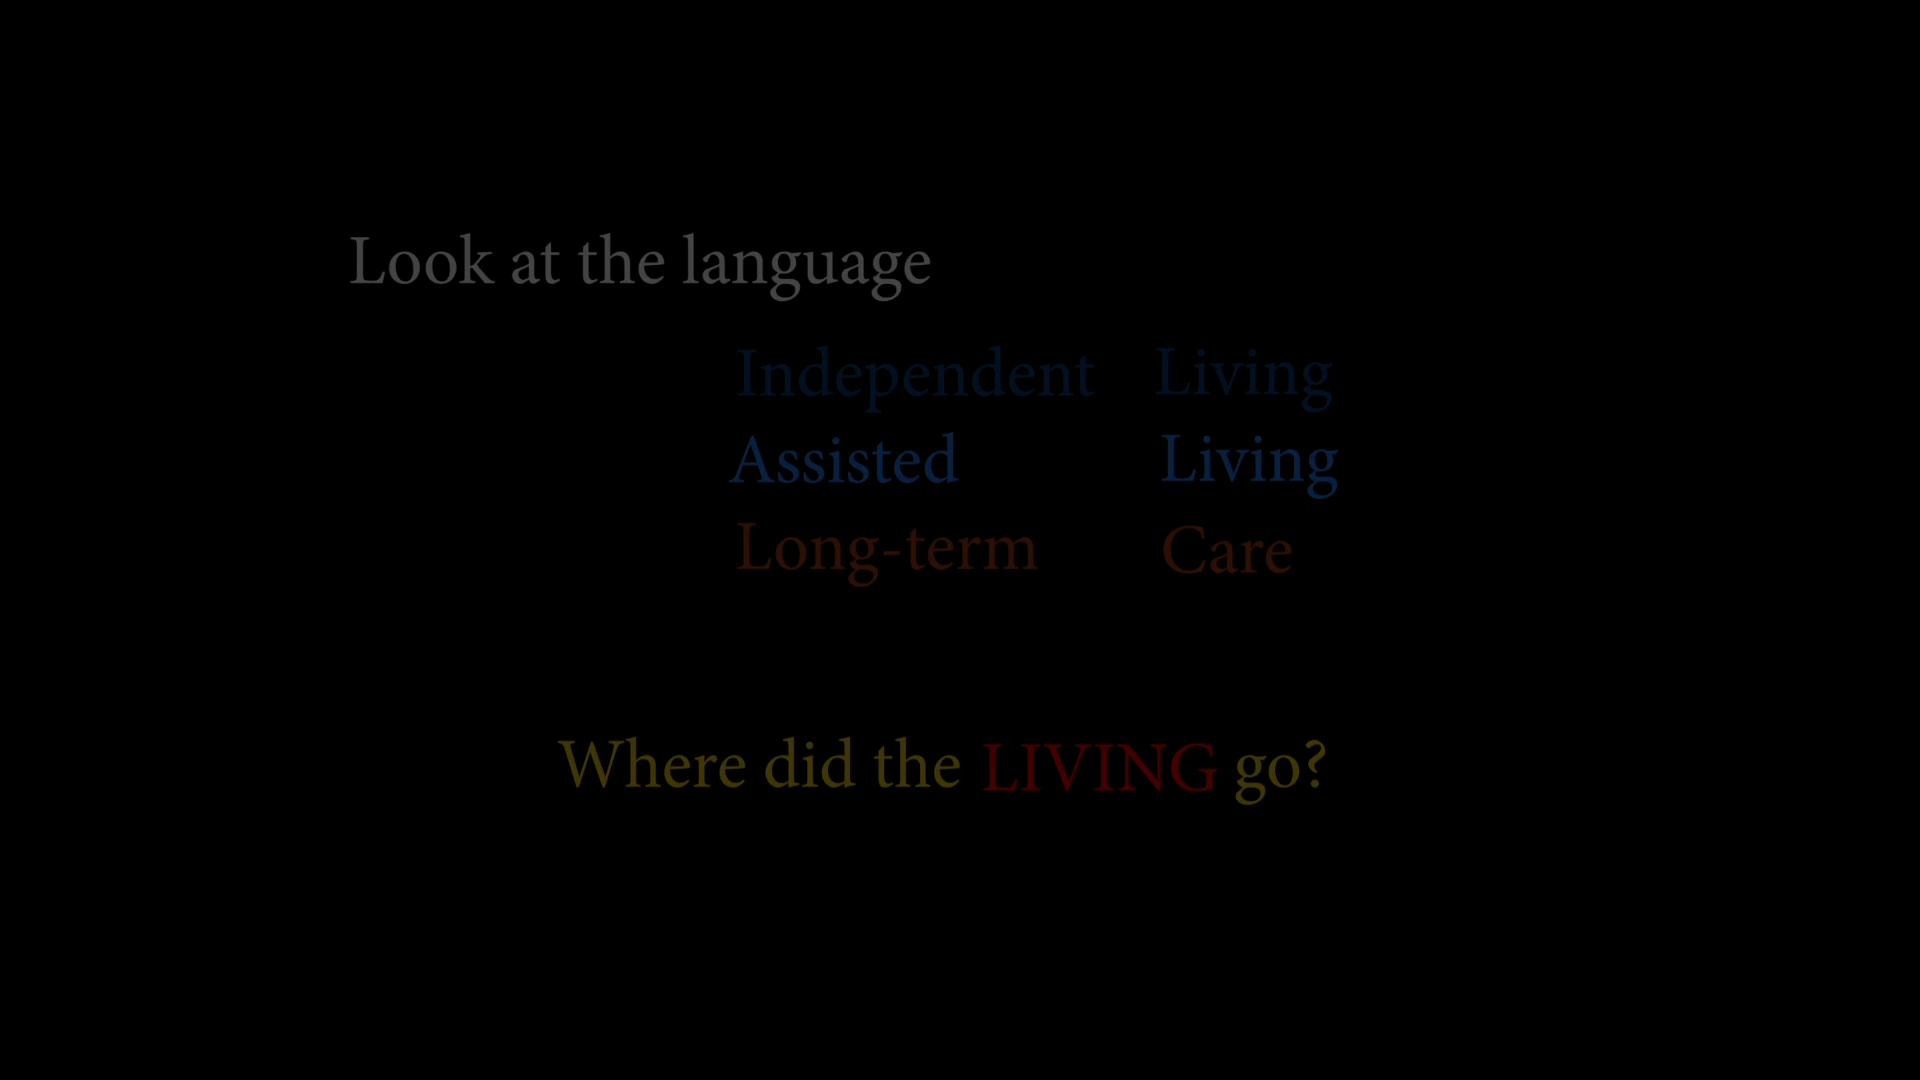 Look at the language
Independent Living
Assisted Living
Long-term Care
Where did the LIVING go?